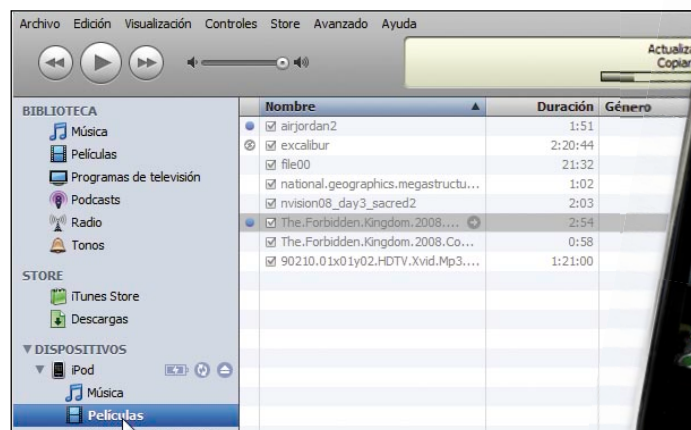 Archivo Edición Visualización Controles Store Avanzado Ayuda
Actualiza
Copiar
BIBLIOTECA
Música
Películas
Programas de televisión
Podcasts
Radio
Tonos
STORE
iTunes Store
Descargas
DISPOSITIVOS
iPod
Música
Películas
Nombre Duración Género
airjordan2 1:51
excalibur 2:20:44
file00 21:32
national.geographics.megastructu... 1:02
nvision08_day3_sacred2 2:03
The.Forbidden.Kingdom.2008.... 2:54
The.Forbidden.Kingdom.2008.Co... 0:58
90210.01x01y02.HDTV.Xvid.Mp3.... 1:21:00